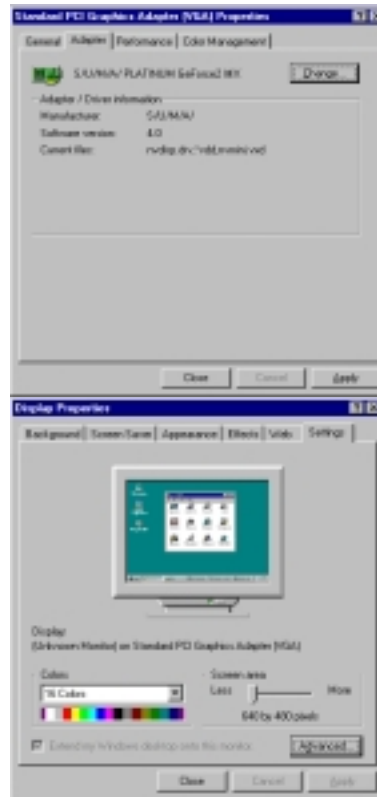 Standard PCI Graphics Adapter (VGA) Properties
General Adapter Performance Color Management
S/U/M/A/ PLATINUM GeForce2 MX Change...
Adapter / Driver information
Manufacturer: S/U/M/A/
Software version: 4.0
Current files:
Close Cancel Apply
Display Properties
Background Screen Saver Appearance Effects Web Settings
Display:
(Unknown Monitor) on Standard PCI Graphics Adapter (VGA)
Colors Screen area
16 Colors Less More
640 by 480 pixels
Extend my Windows desktop onto this monitor. Advanced...
Close Cancel Apply